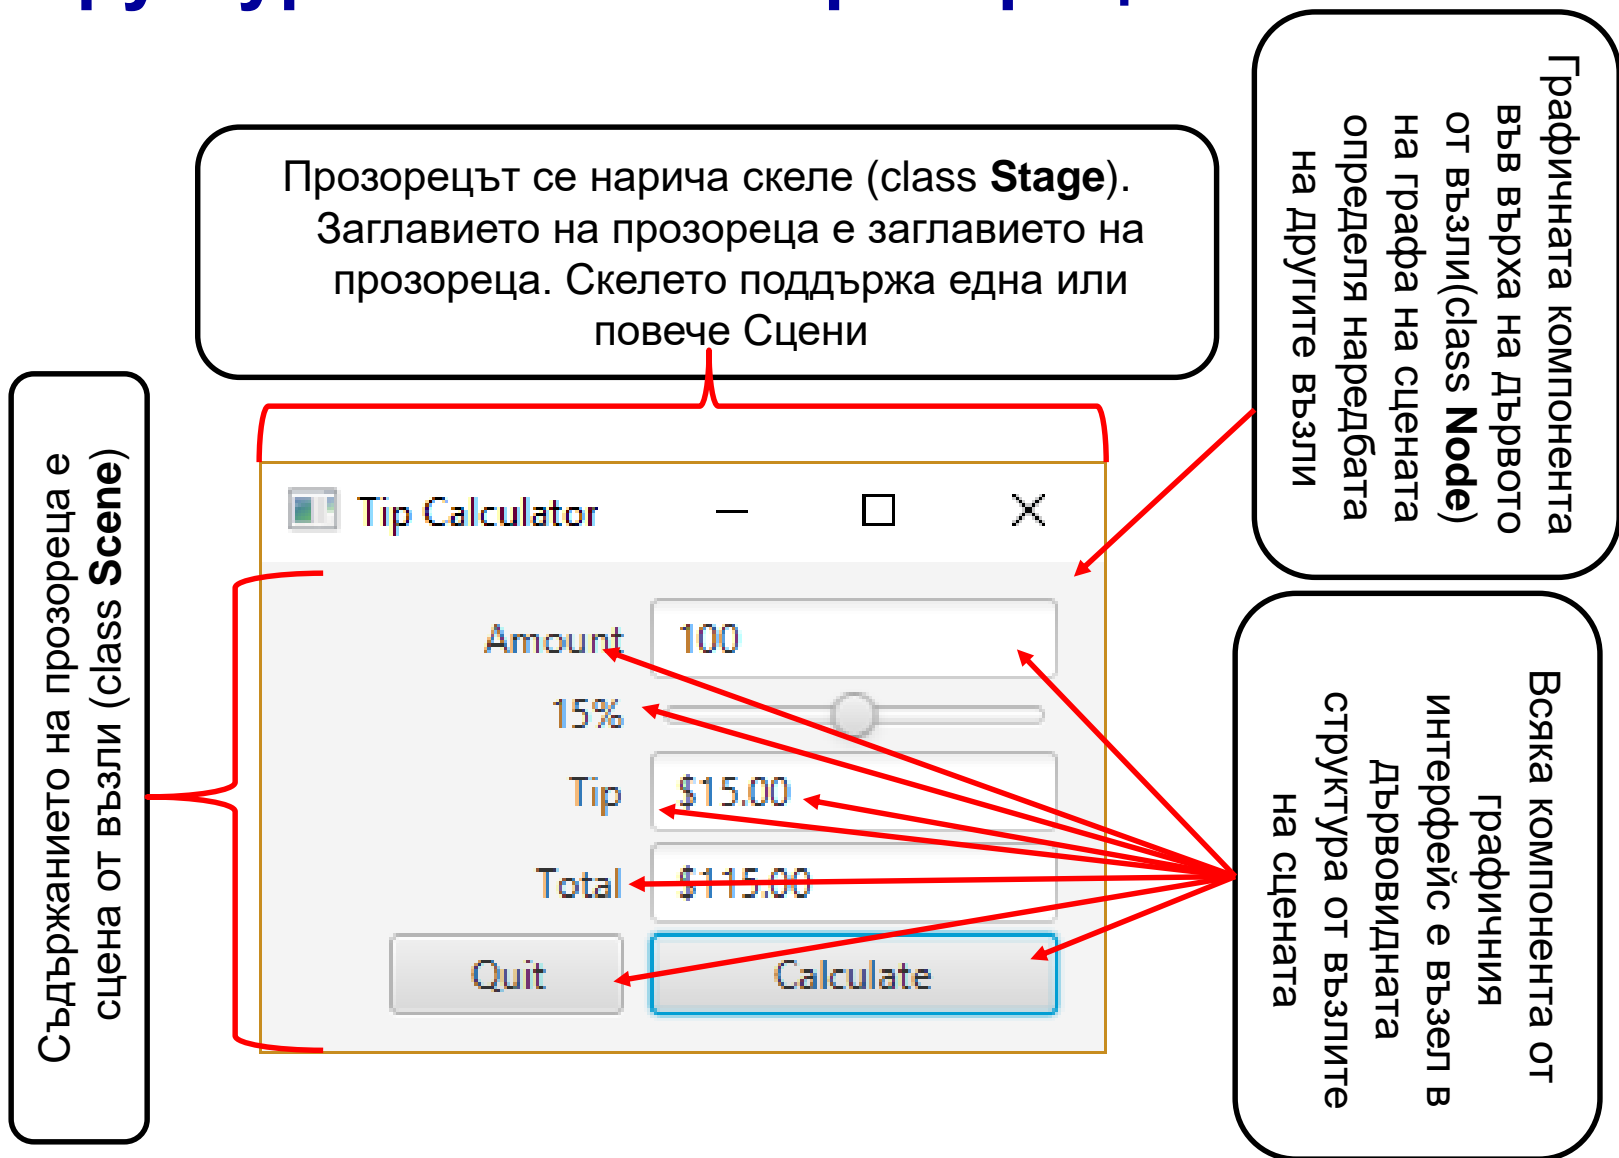 Прозорецът се нарича скеле (class Stage).
Заглавието на прозореца е заглавието на
прозореца. Скелето поддържа една или
повече Сцени
Графичната компонента
във върха на дървото
от възли(class Node)
на графа на сцената
определя наредбата
на другите възли
Съдържанието на прозореца е
сцена от възли (class Scene)
Tip Calculator
Amount 100
15%
Tip $15.00
Total $115.00
Quit Calculate
Всяка компонента от
графичния
интерфейс е възел в
дървовидната
структура от възлите
на сцената